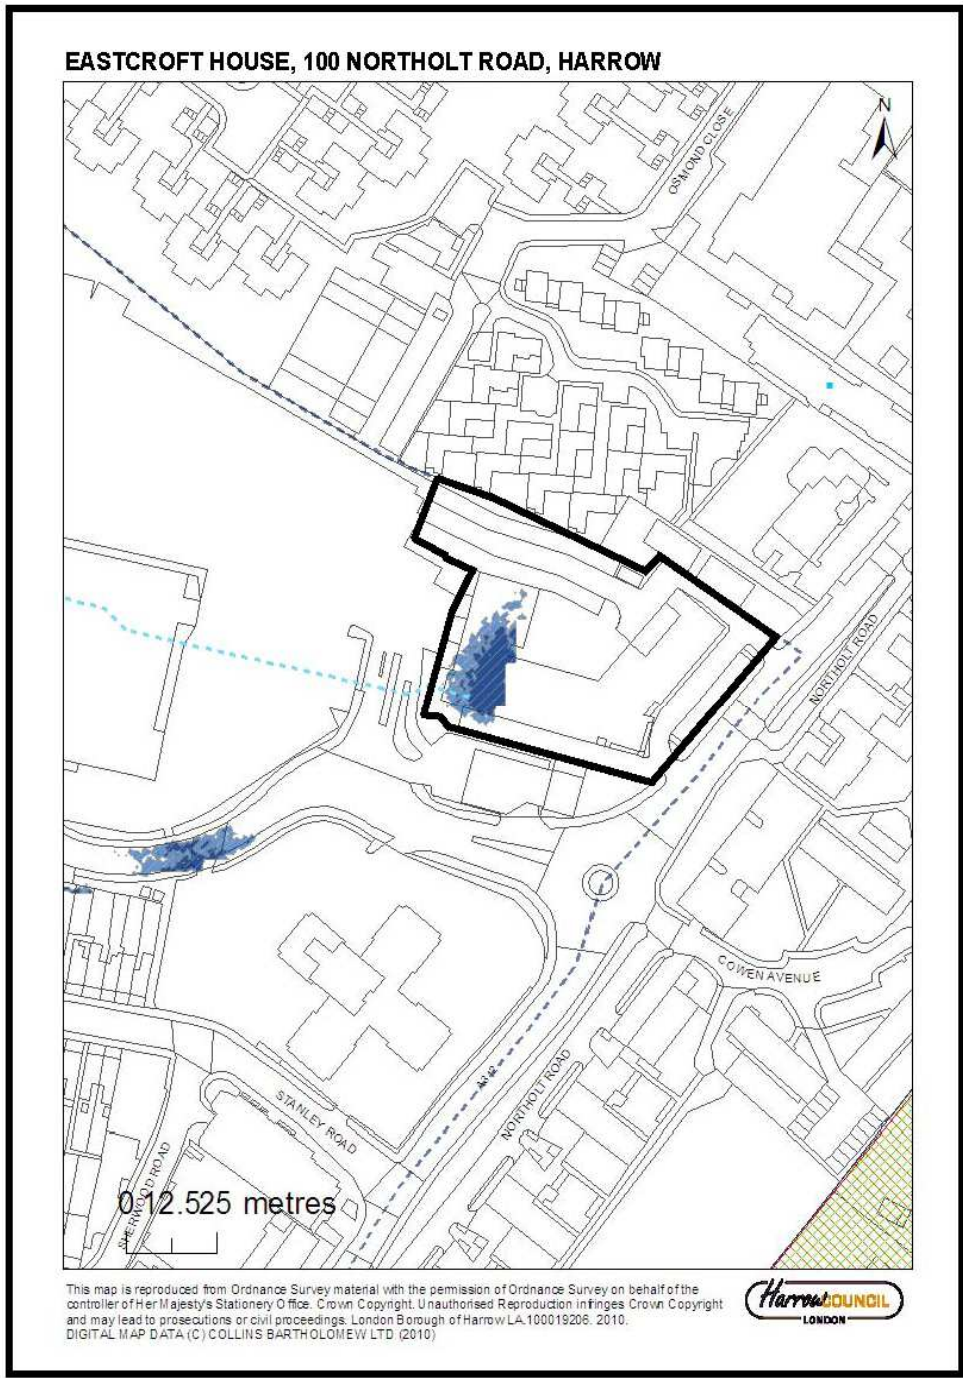 EASTCROFT HOUSE, 100 NORTHOLT ROAD, HARROW
N
OSMOND CLOSE
NORTHOLT ROAD
COWEN AVENUE
NORTHOLT ROAD
STANLEY ROAD
SHERWOOD ROAD
0 12.525 metres
This map is reproduced from Ordnance Survey material with the permission of Ordnance Survey on behalf of the
controller of Her Majesty's Stationery Office. Crown Copyright. Unauthorised Reproduction infringes Crown Copyright
and may lead to prosecutions or civil proceedings. London Borough of Harrow LA.100019206. 2010.
DIGITAL MAP DATA (C) COLLINS BARTHOLOMEW LTD (2010)
HarrowCOUNCIL
LONDON